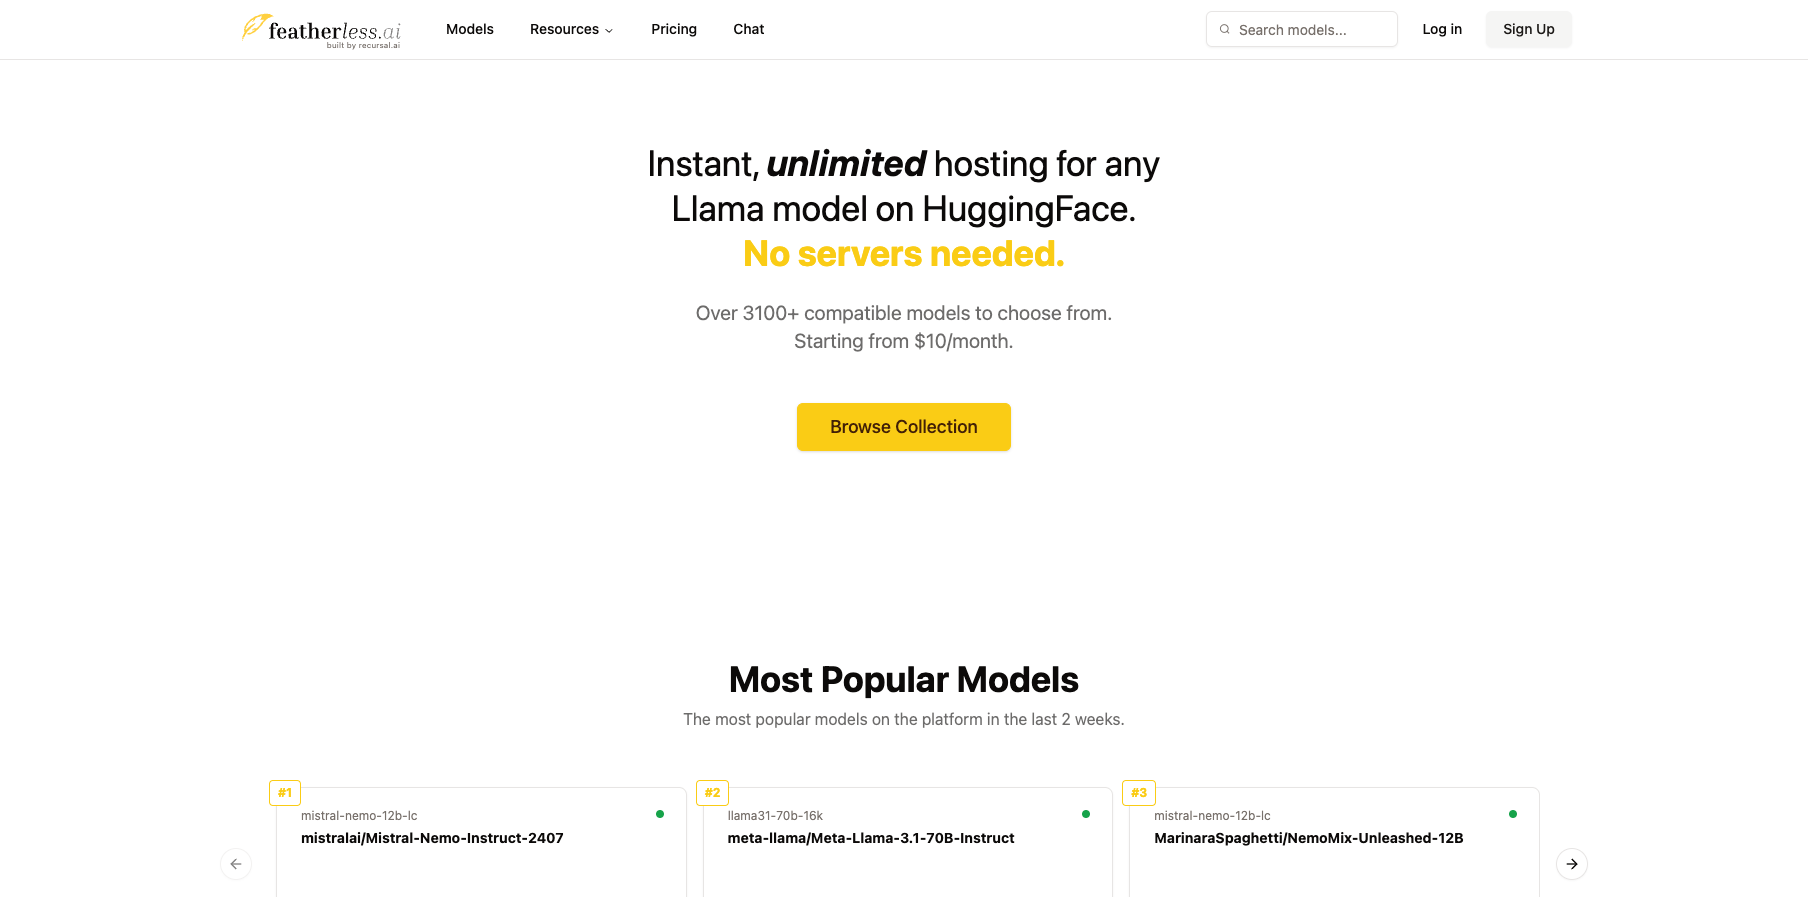 featherless.ai
built by recursal.ai
Models
Resources
Pricing
Chat
Search models...
Log in
Sign Up
Instant, unlimited hosting for any
Llama model on HuggingFace.
No servers needed.
Over 3100+ compatible models to choose from.
Starting from $10/month.
Browse Collection
Most Popular Models
The most popular models on the platform in the last 2 weeks.
#1
mistral-nemo-12b-lc
mistralai/Mistral-Nemo-Instruct-2407
#2
llama31-70b-16k
meta-llama/Meta-Llama-3.1-70B-Instruct
#3
mistral-nemo-12b-lc
MarinaraSpaghetti/NemoMix-Unleashed-12B